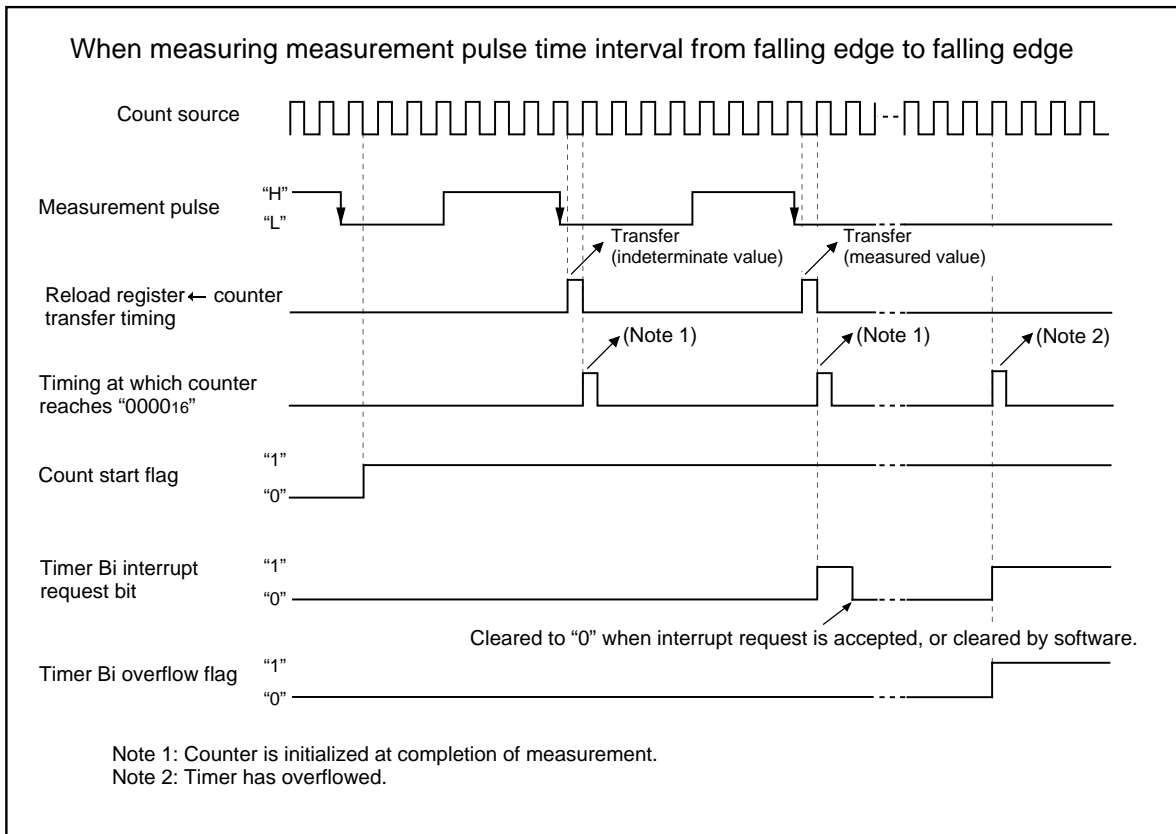 When measuring measurement pulse time interval from falling edge to falling edge
Count source
Measurement pulse
“H”
“L”
Transfer
(indeterminate value)
Transfer
(measured value)
Reload register ← counter
transfer timing
(Note 1)
(Note 1)
(Note 2)
Timing at which counter
reaches “000016”
Count start flag
“1”
“0”
Timer Bi interrupt
request bit
“1”
“0”
Cleared to “0” when interrupt request is accepted, or cleared by software.
Timer Bi overflow flag
“1”
“0”
Note 1: Counter is initialized at completion of measurement.
Note 2: Timer has overflowed.